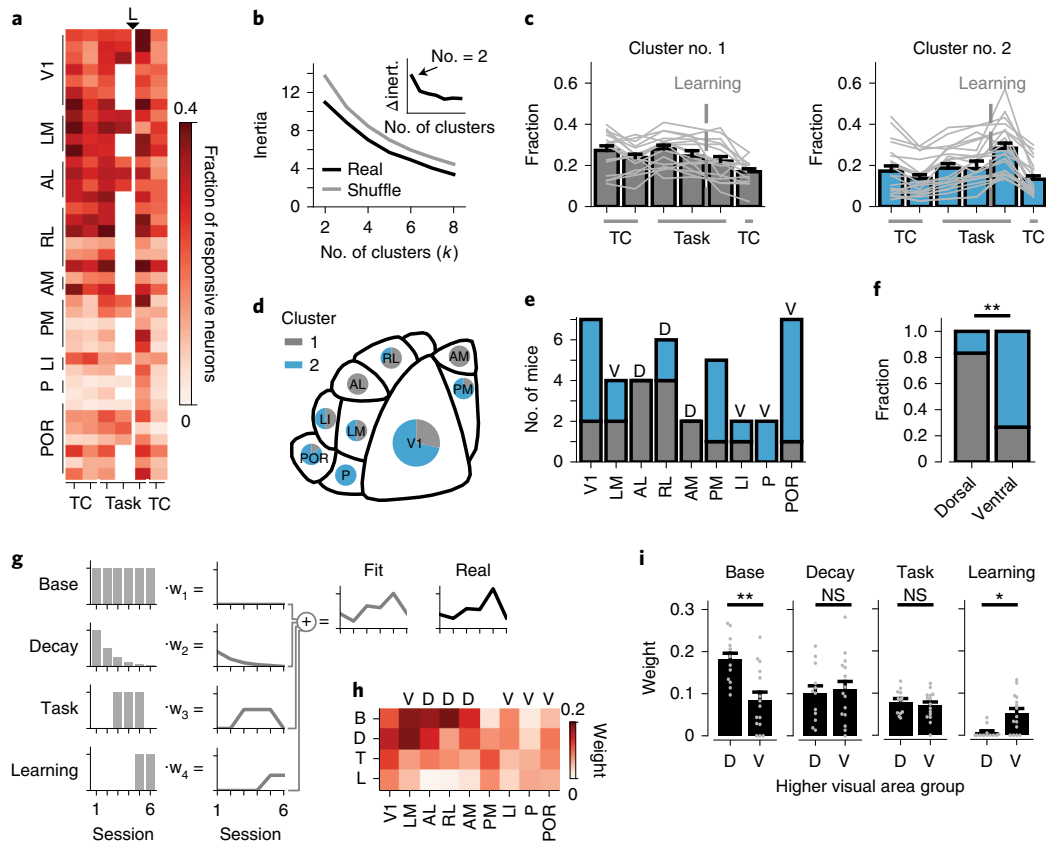 a
L
V1
LM
AL
RL
AM
PM
LI
P
POR
TC Task TC
0.4
Fraction of responsive neurons
0
b
Inertia
12
8
4
0
2 4 6 8
No. of clusters (k)
Real
Shuffle
No. = 2
Δ inert.
No. of clusters
c
Cluster no. 1
Learning
Fraction
0.6
0.4
0.2
0
TC Task TC
Cluster no. 2
Learning
Fraction
0.6
0.4
0.2
0
TC Task TC
d
Cluster
1
2
RL
AM
AL
PM
LI
LM
V1
POR
P
e
No. of mice
6
4
2
0
V D D D V V V
V1 LM AL RL AM PM LI P POR
f
**
Fraction
1.0
0.8
0.6
0.4
0.2
0
Dorsal Ventral
g
Base ·w1 =
Decay ·w2 =
Task ·w3 =
Learning ·w4 =
1 6
Session
1 6
Session
+ =
Fit
Real
h
V D D D V V V
B
D
T
L
V1 LM AL RL AM PM LI P POR
0.2
Weight
0
i
Base Decay Task Learning
** NS NS *
Weight
0.3
0.2
0.1
0
D V D V D V D V
Higher visual area group